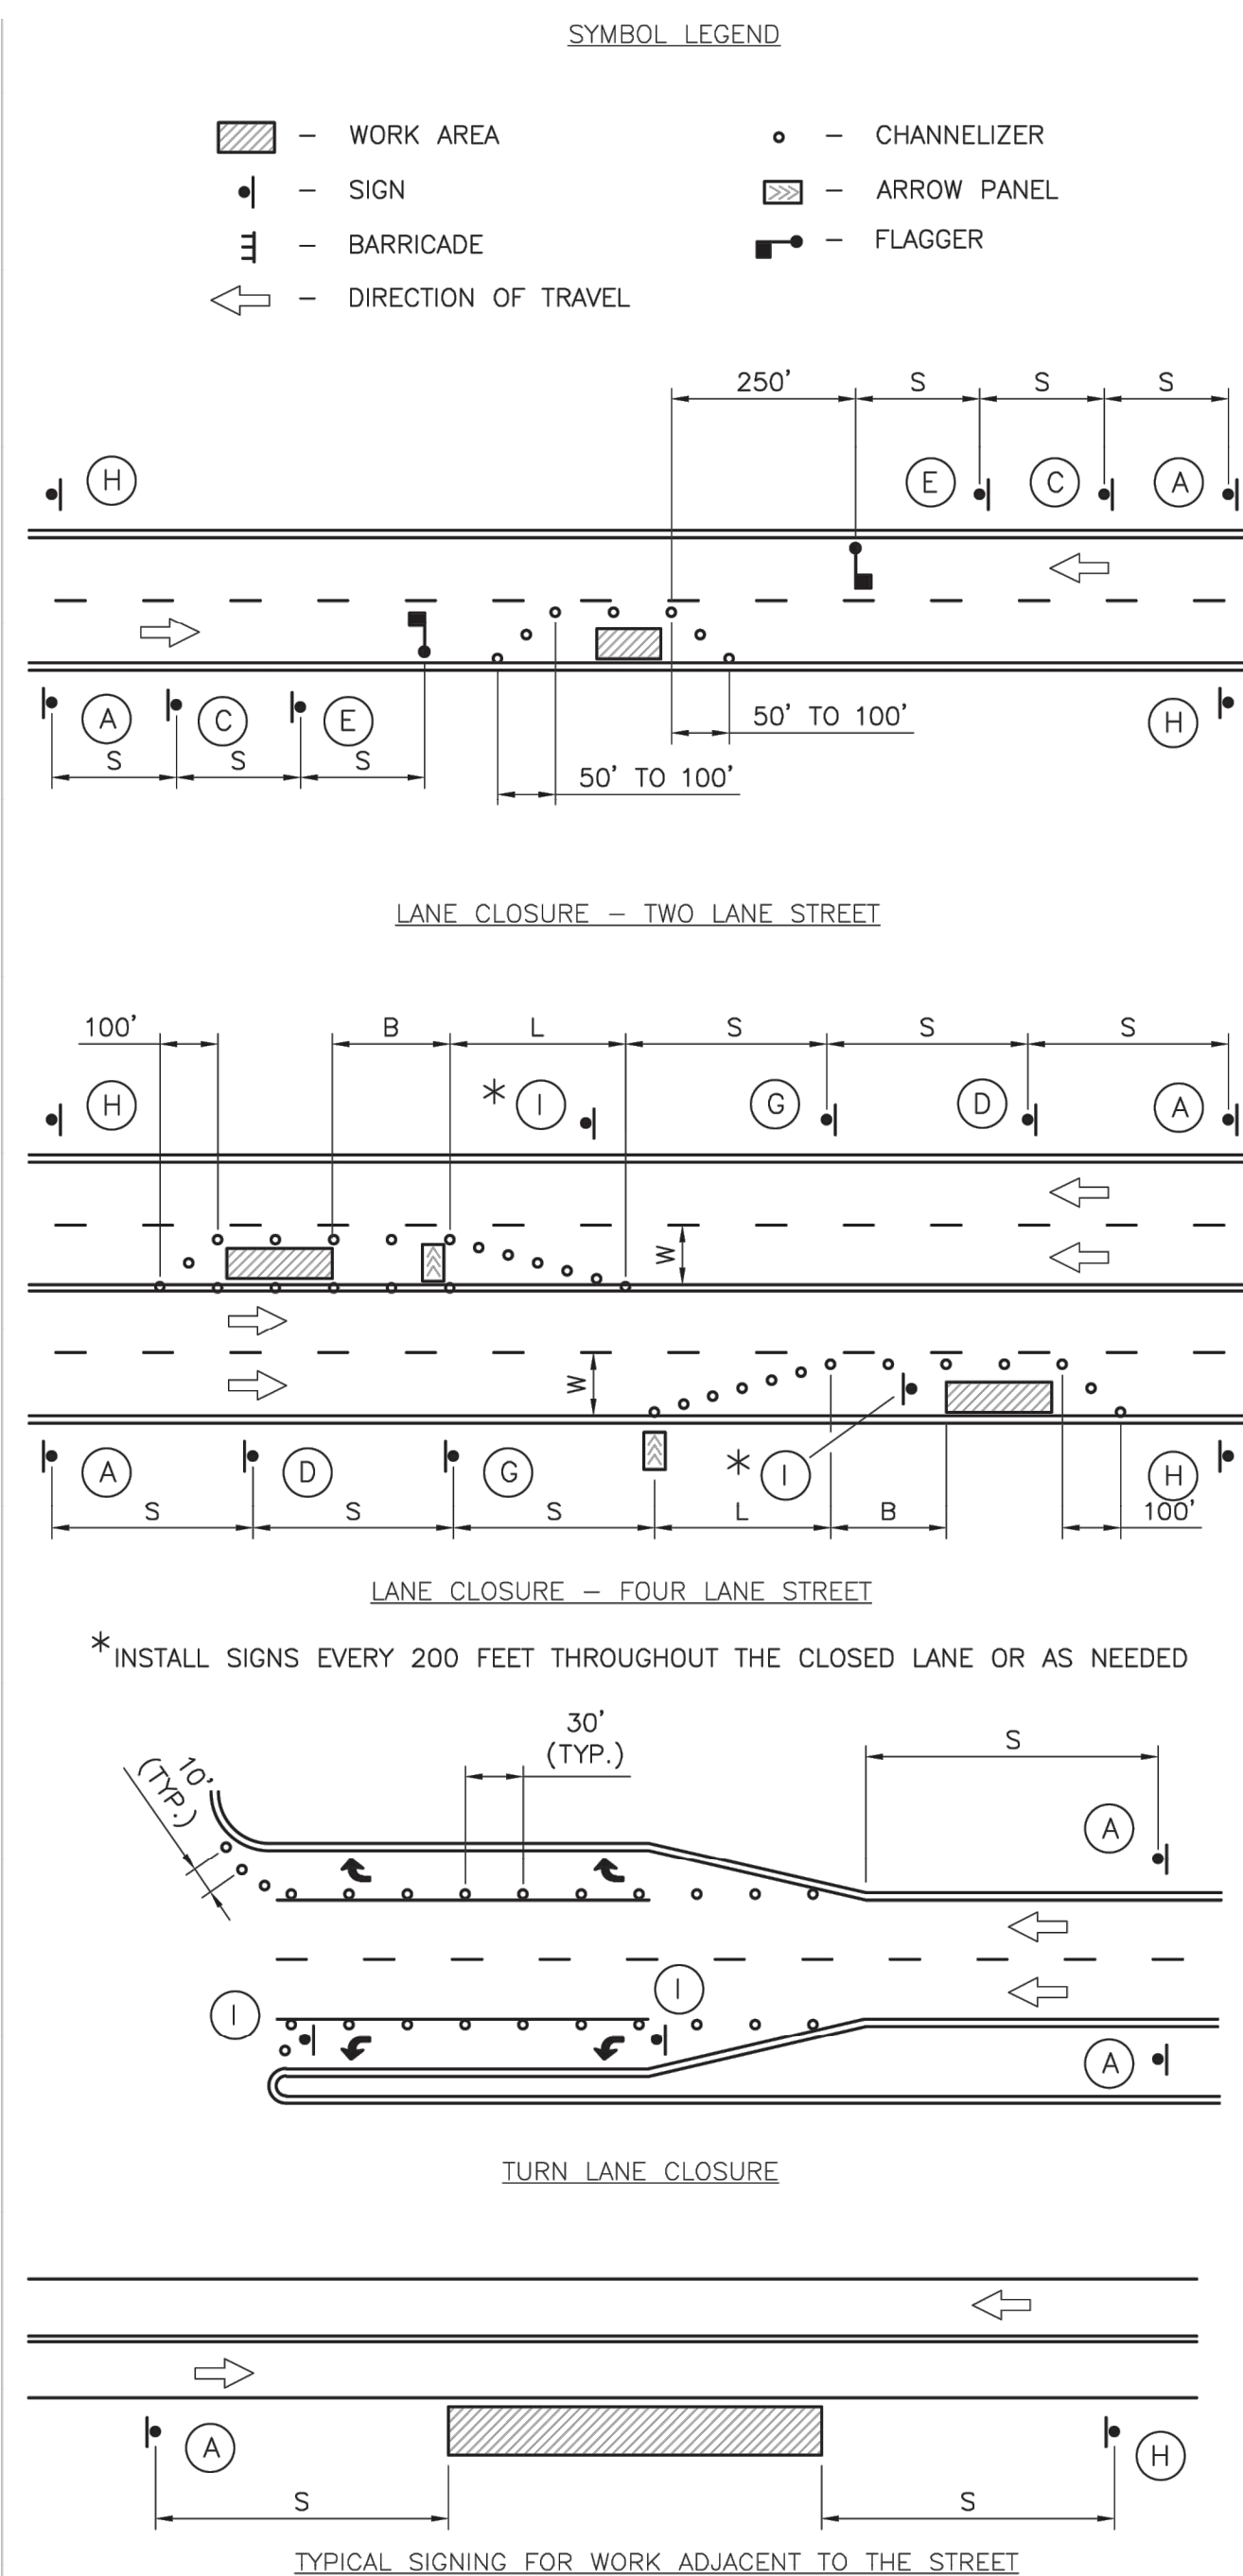 SYMBOL LEGEND
– WORK AREA
– CHANNELIZER
– SIGN
– ARROW PANEL
– BARRICADE
– FLAGGER
– DIRECTION OF TRAVEL
250' S S S
H E C A
A C E H
50' TO 100'
S S S
50' TO 100'
LANE CLOSURE – TWO LANE STREET
100' B L S S S
H * I G D A
W
W
A D G * I H
S S S L B 100'
LANE CLOSURE – FOUR LANE STREET
* INSTALL SIGNS EVERY 200 FEET THROUGHOUT THE CLOSED LANE OR AS NEEDED
30'
(TYP.)
S
10'
(TYP.)
A
I
I
A
TURN LANE CLOSURE
A H
S S
TYPICAL SIGNING FOR WORK ADJACENT TO THE STREET